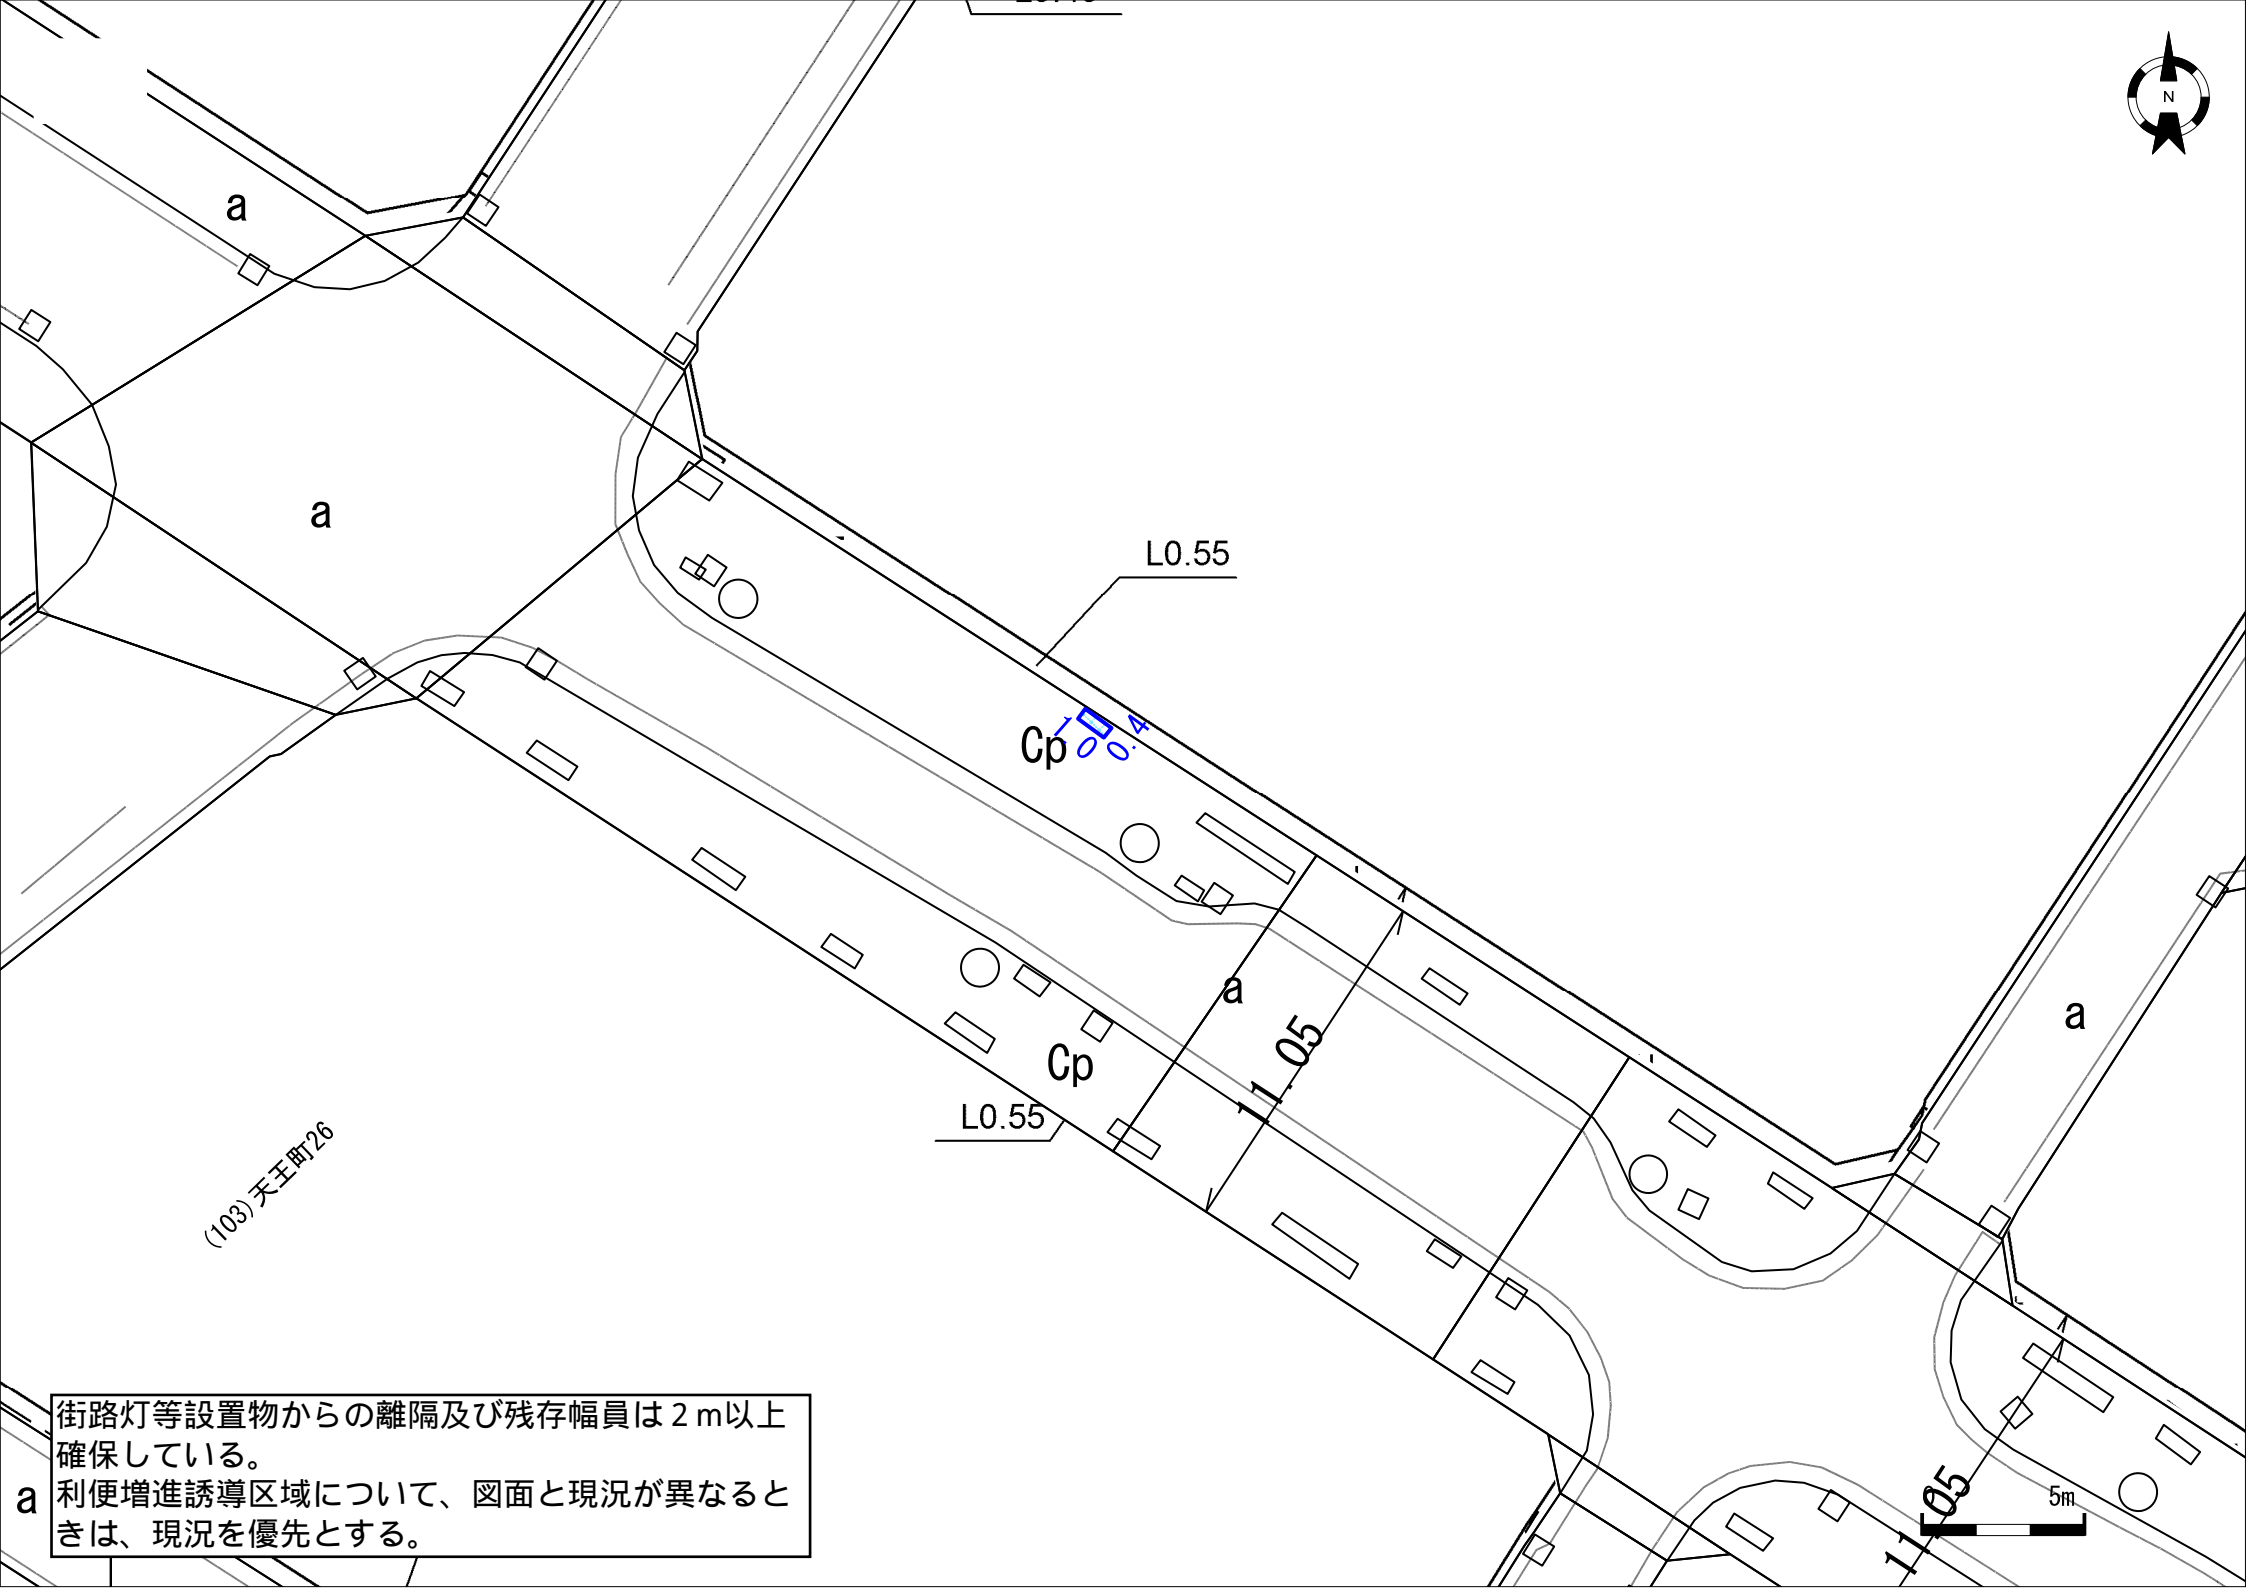 N
a
a
L0.55
1.0
0.4
Cp
a
11.05
a
Cp
L0.55
(103)天王町26
街路灯等設置物からの離隔及び残存幅員は2m以上
確保している。
利便増進誘導区域について、図面と現況が異なると
きは、現況を優先とする。
a
11.05
5m